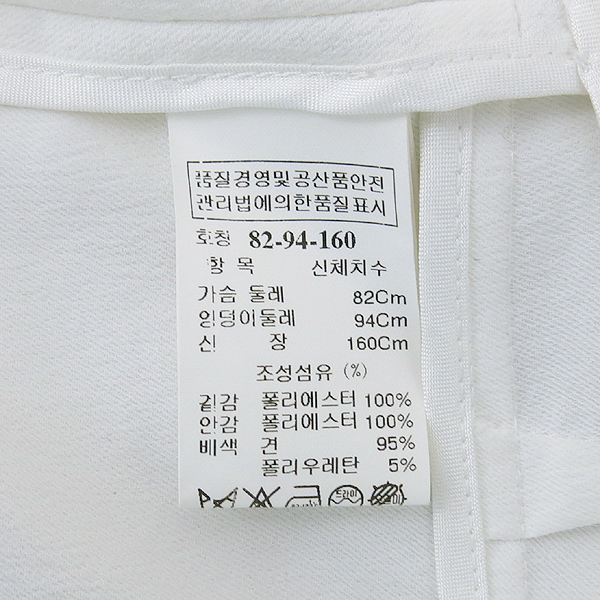 품질경영및공산품안전
관리법에의한품질표시
호칭 82-94-160
항 목 신체치수
가슴 둘레 82Cm
엉덩이둘레 94Cm
신 장 160Cm
조성섬유 (%)
겉감 폴리에스터 100%
안감 폴리에스터 100%
배색 견 95%
폴리우레탄 5%
드라이